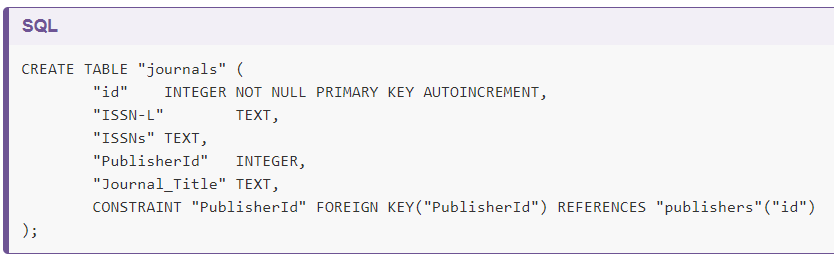 SQL
CREATE TABLE "journals" (
"id" INTEGER NOT NULL PRIMARY KEY AUTOINCREMENT,
"ISSN-L" TEXT,
"ISSNs" TEXT,
"PublisherId" INTEGER,
"Journal_Title" TEXT,
CONSTRAINT "PublisherId" FOREIGN KEY("PublisherId") REFERENCES "publishers"("id")
);